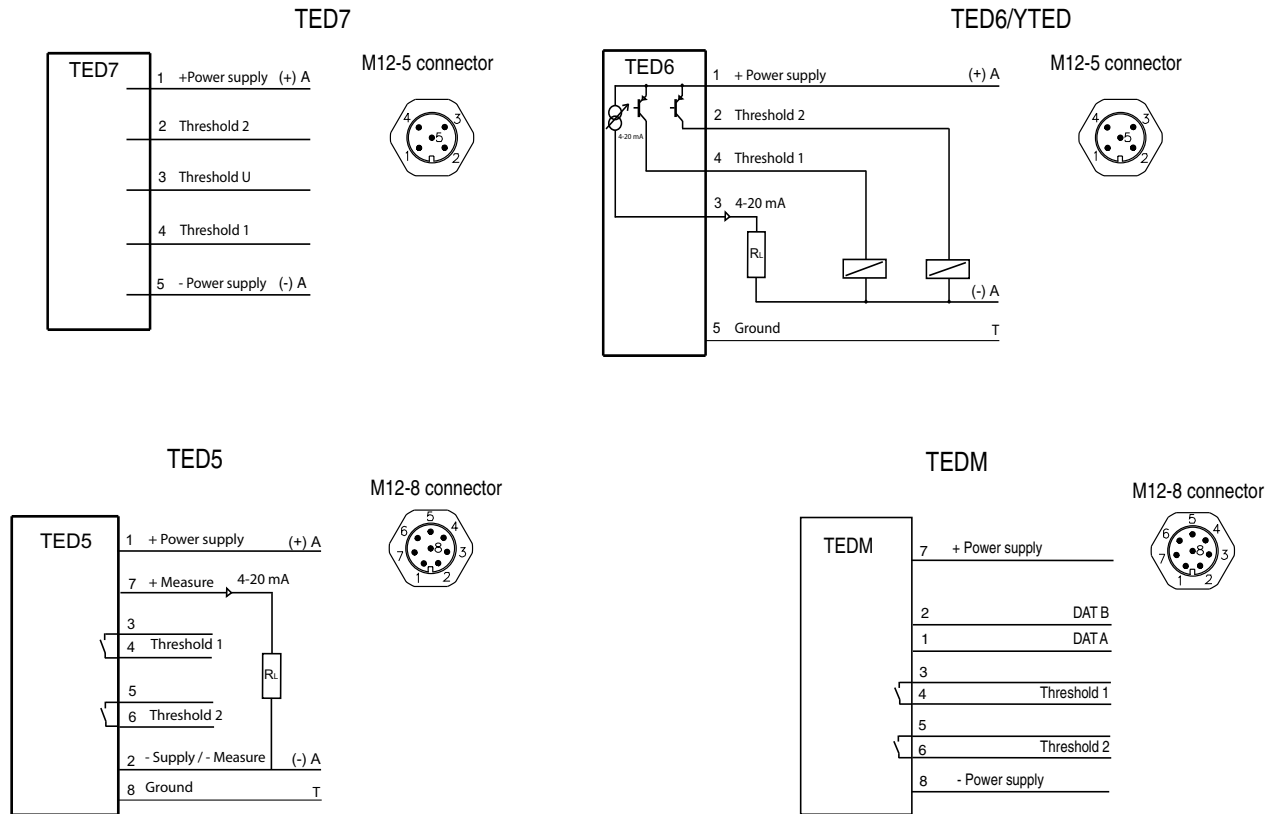 TED7
TED7
1 +Power supply (+) A
2 Threshold 2
3 Threshold U
4 Threshold 1
5 - Power supply (-) A
M12-5 connector
4 3
5
1 2
TED6/YTED
TED6
4-20 mA
1 + Power supply (+) A
2 Threshold 2
4 Threshold 1
3 4-20 mA
RL
(-) A
5 Ground T
M12-5 connector
4 3
5
1 2
TED5
TED5
1 + Power supply (+) A
7 + Measure 4-20 mA
3
4 Threshold 1
RL
5
6 Threshold 2
2 - Supply / - Measure (-) A
8 Ground T
M12-8 connector
5
6 4
7 8 3
1 2
TEDM
TEDM
7 + Power supply
2 DAT B
1 DAT A
3
4 Threshold 1
5
6 Threshold 2
8 - Power supply
M12-8 connector
5
6 4
7 8 3
1 2